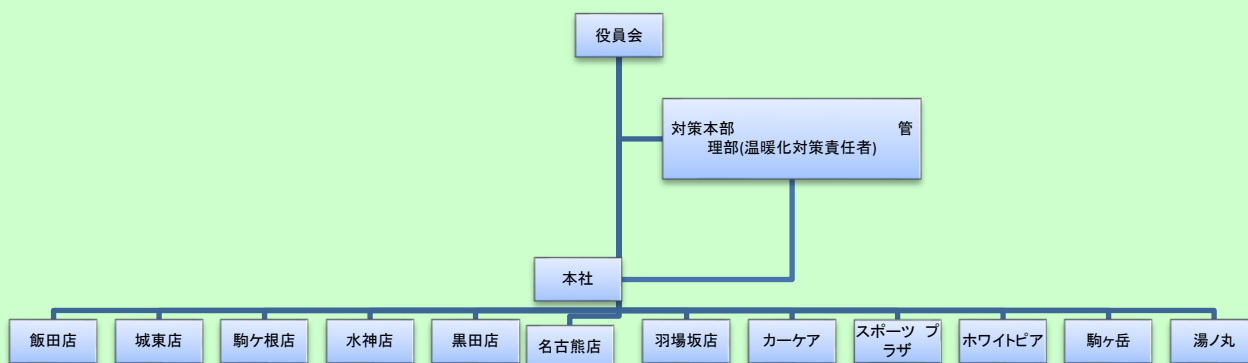 役員会
対策本部 管
理部(温暖化対策責任者)
本社
飯田店
城東店
駒ケ根店
水神店
黒田店
名古熊店
羽場坂店
カーケア
スポーツ プ
ラザ
ホワイトピア
駒ヶ岳
湯ノ丸